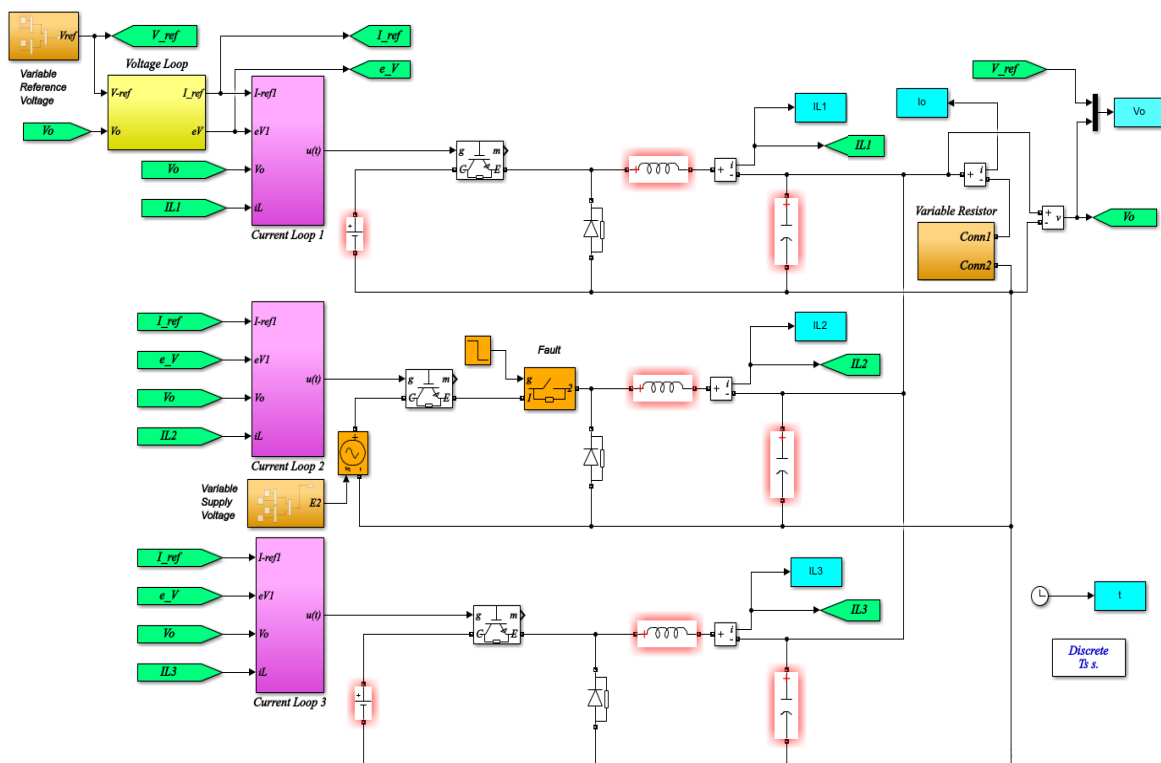 Vref
V_ref
I_ref
Variable
Reference
Voltage
Voltage Loop
e_V
V_ref
V-ref
I_ref
Vo
eV
Vo
I-ref1
eV1
Vo
iL
u(t)
Vo
IL1
Current Loop 1
g
m
C
E
+
IL1
i
+
-
IL1
+
Io
i
+
-
Vo
Variable Resistor
Conn1
Conn2
+
-
v
Vo
I_ref
e_V
Vo
IL2
I-ref1
eV1
Vo
iL
u(t)
Current Loop 2
g
m
C
E
Fault
g
1
2
+
IL2
i
+
-
IL2
+
+
s
-
Variable
Supply
Voltage
E2
I_ref
e_V
Vo
IL3
I-ref1
eV1
Vo
iL
u(t)
Current Loop 3
g
m
C
E
+
+
IL3
i
+
-
IL3
+
t
Discrete
Ts s.